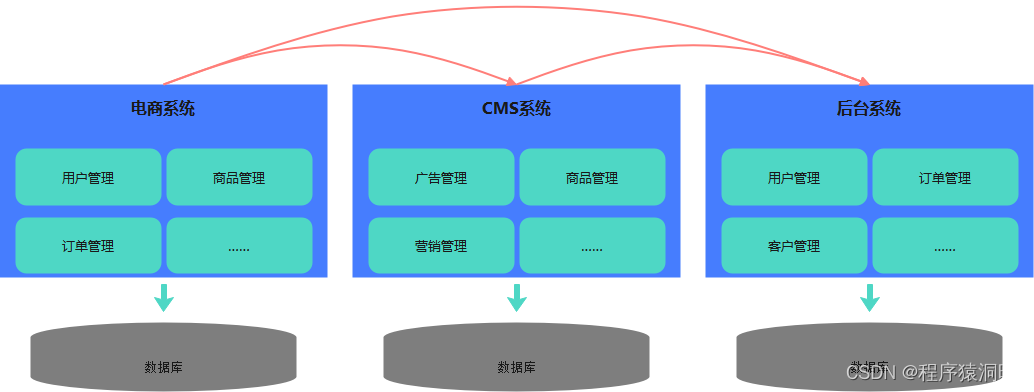 电商系统
CMS系统
后台系统
用户管理
商品管理
广告管理
商品管理
用户管理
订单管理
订单管理
......
营销管理
......
客户管理
......
数据库
数据库
数据库
CSDN @程序猿洞